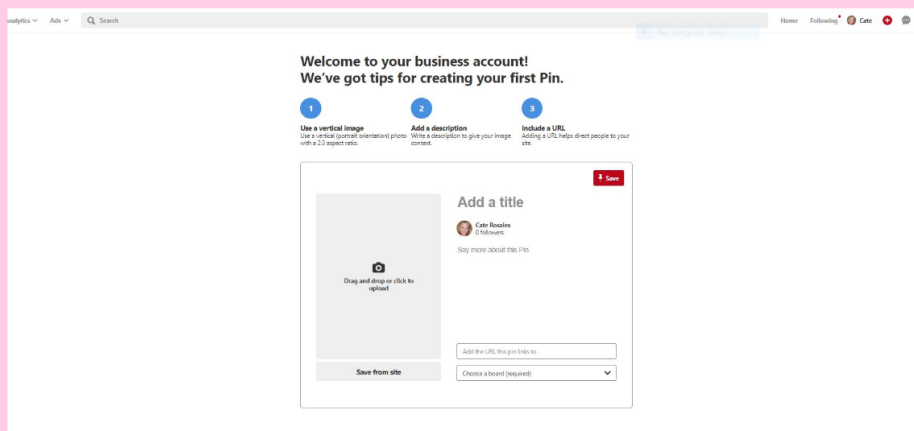 Analytics
Ads
Search
Home
Following
Cate
Rectangular Snip
Welcome to your business account!
We've got tips for creating your first Pin.
1
2
3
Use a vertical image
Use a vertical (portrait orientation) photo
with a 2:3 aspect ratio.
Add a description
Write a description to give your image
context.
Include a URL
Adding a URL helps direct people to your
site.
Save
Add a title
Cate Rosales
0 followers
Say more about this Pin
Drag and drop or click to
upload
Add the URL this pin links to
Save from site
Choose a board (required)